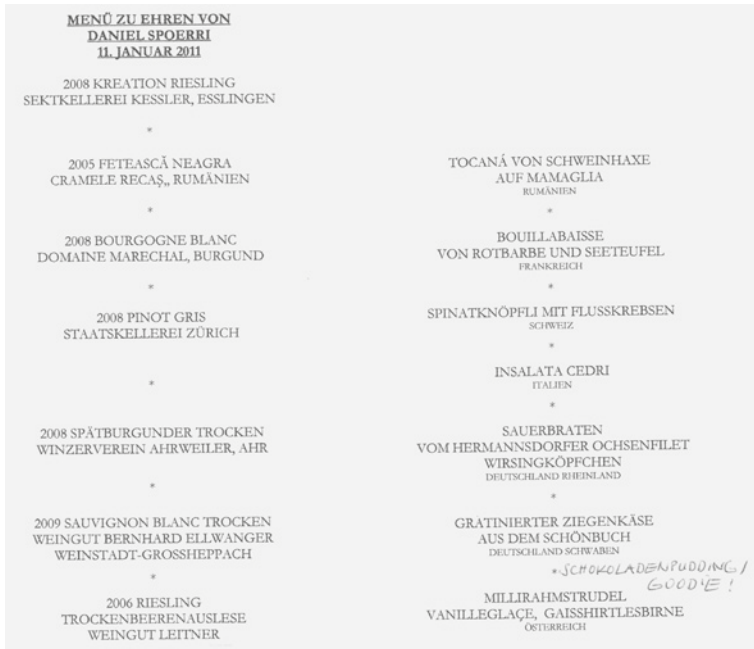 MENÜ ZU EHREN VON
DANIEL SPOERRI
11. JANUAR 2011
2008 KREATION RIESLING
SEKTKELLEREI KESSLER, ESSLINGEN
*
2005 FETEASCĂ NEAGRA
CRAMELE RECAŞ,, RUMÄNIEN
*
2008 BOURGOGNE BLANC
DOMAINE MARECHAL, BURGUND
*
2008 PINOT GRIS
STAATSKELLEREI ZÜRICH
*
2008 SPÄTBURGUNDER TROCKEN
WINZERVEREIN AHRWEILER, AHR
*
2009 SAUVIGNON BLANC TROCKEN
WEINGUT BERNHARD ELLWANGER
WEINSTADT-GROSSHEPPACH
*
2006 RIESLING
TROCKENBEERENAUSLESE
WEINGUT LEITNER
TOCANÁ VON SCHWEINHAXE
AUF MAMAGLIA
RUMÄNIEN
*
BOUILLABAISSE
VON ROTBARBE UND SEETEUFEL
FRANKREICH
*
SPINATKNÖPFLI MIT FLUSSKREBSEN
SCHWEIZ
*
INSALATA CEDRI
ITALIEN
*
SAUERBRATEN
VOM HERMANNSDORFER OCHSENFILET
WIRSINGKÖPFCHEN
DEUTSCHLAND RHEINLAND
*
GRATINIERTER ZIEGENKÄSE
AUS DEM SCHÖNBUCH
DEUTSCHLAND SCHWABEN
* SCHOKOLADENPUDDING/
GOOD'E!
MILLIRAHMSTRUDEL
VANILLEGLAÇE, GAISSHIRTLESBIRNE
ÖSTERREICH